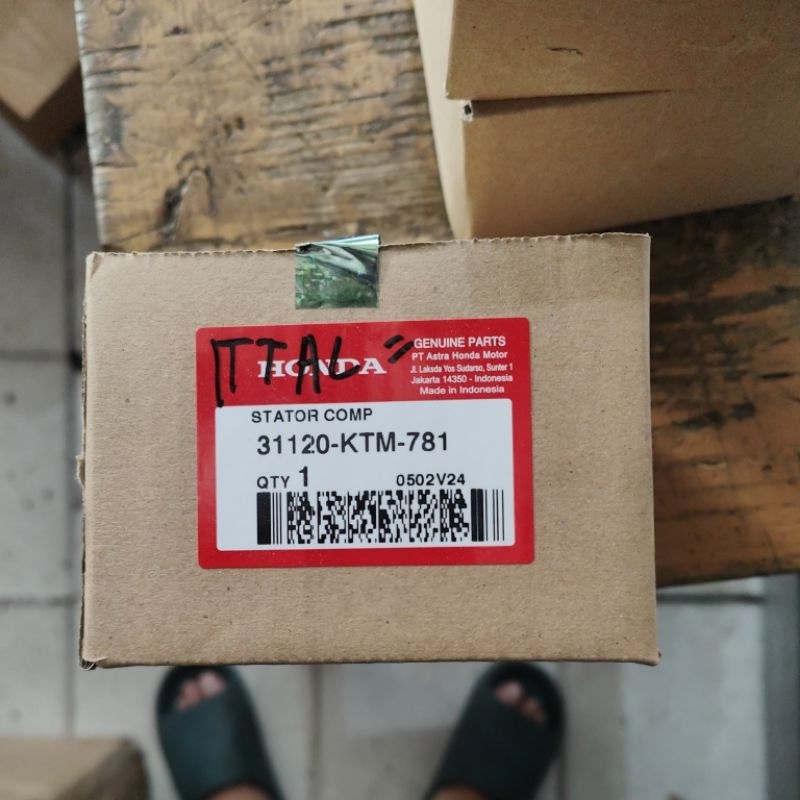 TTAL =
HONDA
GENUINE PARTS
PT Astra Honda Motor
Jl. Laksda Yos Sudarso, Sunter 1
Jakarta 14350 - Indonesia
Made in Indonesia
STATOR COMP
31120-KTM-781
QTY 1 0502V24